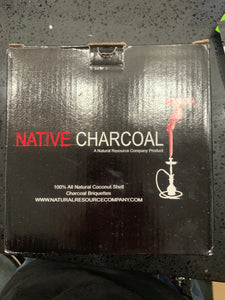 NATIVE CHARCOAL
A Natural Resource Company Product
100% All Natural Coconut Shell
Charcoal Briquettes
WWW.NATURALRESOURCECOMPANY.COM